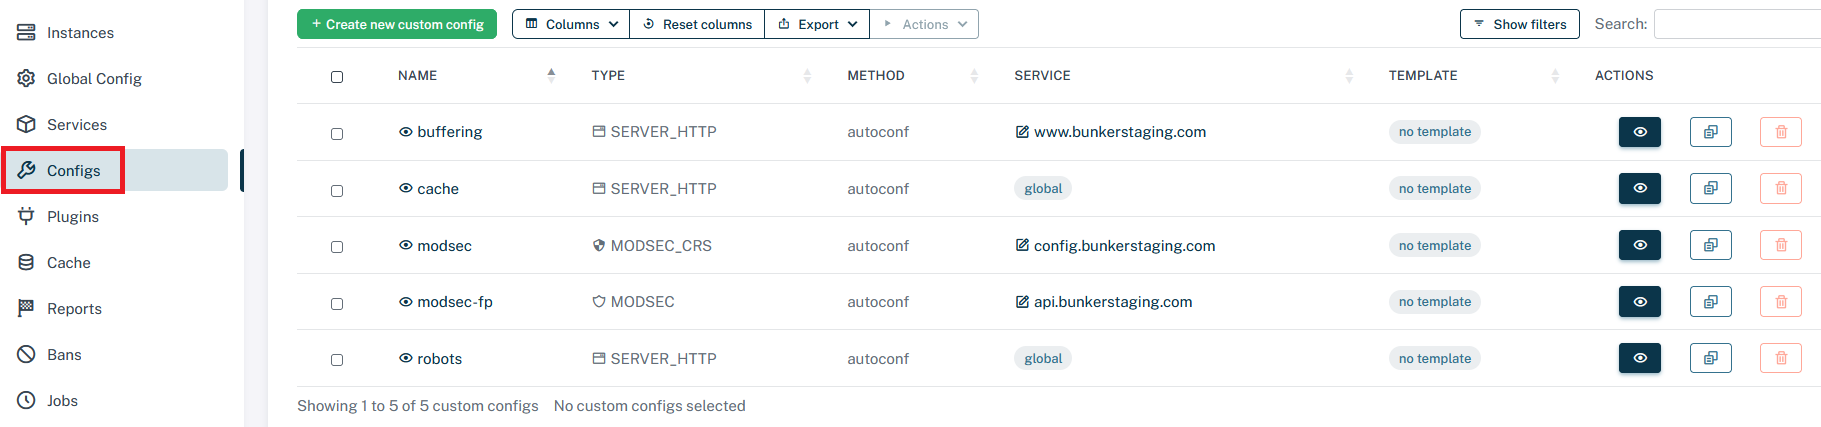 Instances
Global Config
Services
Configs
Plugins
Cache
Reports
Bans
Jobs
+ Create new custom config Columns Reset columns Export Actions Show filters Search:
NAME TYPE METHOD SERVICE TEMPLATE ACTIONS
buffering SERVER_HTTP autoconf www.bunkerstaging.com no template
cache SERVER_HTTP autoconf global no template
modsec MODSEC_CRS autoconf config.bunkerstaging.com no template
modsec-fp MODSEC autoconf api.bunkerstaging.com no template
robots SERVER_HTTP autoconf global no template
Showing 1 to 5 of 5 custom configs No custom configs selected